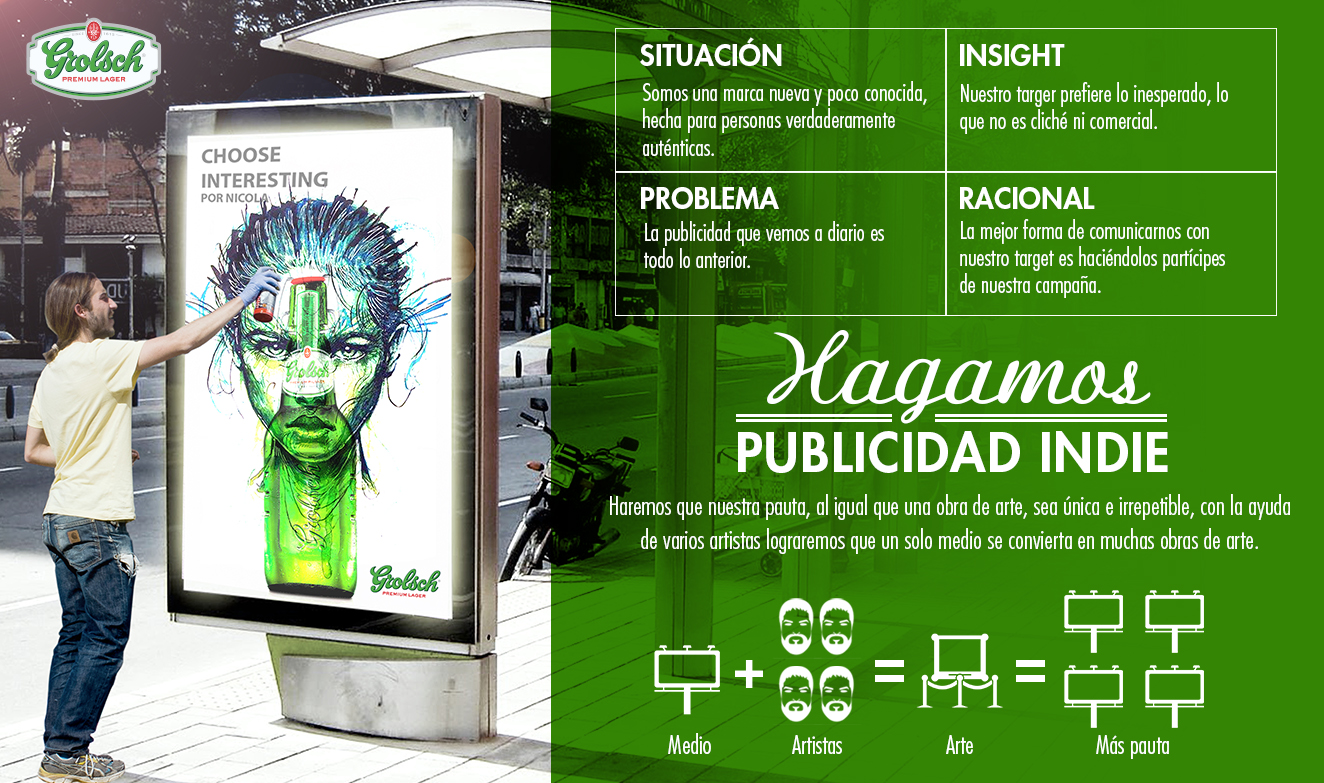 Grolsch
PREMIUM LAGER
CHOOSE
INTERESTING
POR NICOLA
Grolsch
Grolsch
Grolsch
PREMIUM LAGER
SITUACIÓN
Somos una marca nueva y poco conocida,
hecha para personas verdaderamente
auténticas.
INSIGHT
Nuestro targer prefiere lo inesperado, lo
que no es cliché ni comercial.
PROBLEMA
La publicidad que vemos a diario es
todo lo anterior.
RACIONAL
La mejor forma de comunicarnos con
nuestro target es haciéndolos partícipes
de nuestra campaña.
Hagamos
PUBLICIDAD INDIE
Haremos que nuestra pauta, al igual que una obra de arte, sea única e irrepetible, con la ayuda
de varios artistas lograremos que un solo medio se convierta en muchas obras de arte.
+ = =
Medio Artistas Arte Más pauta